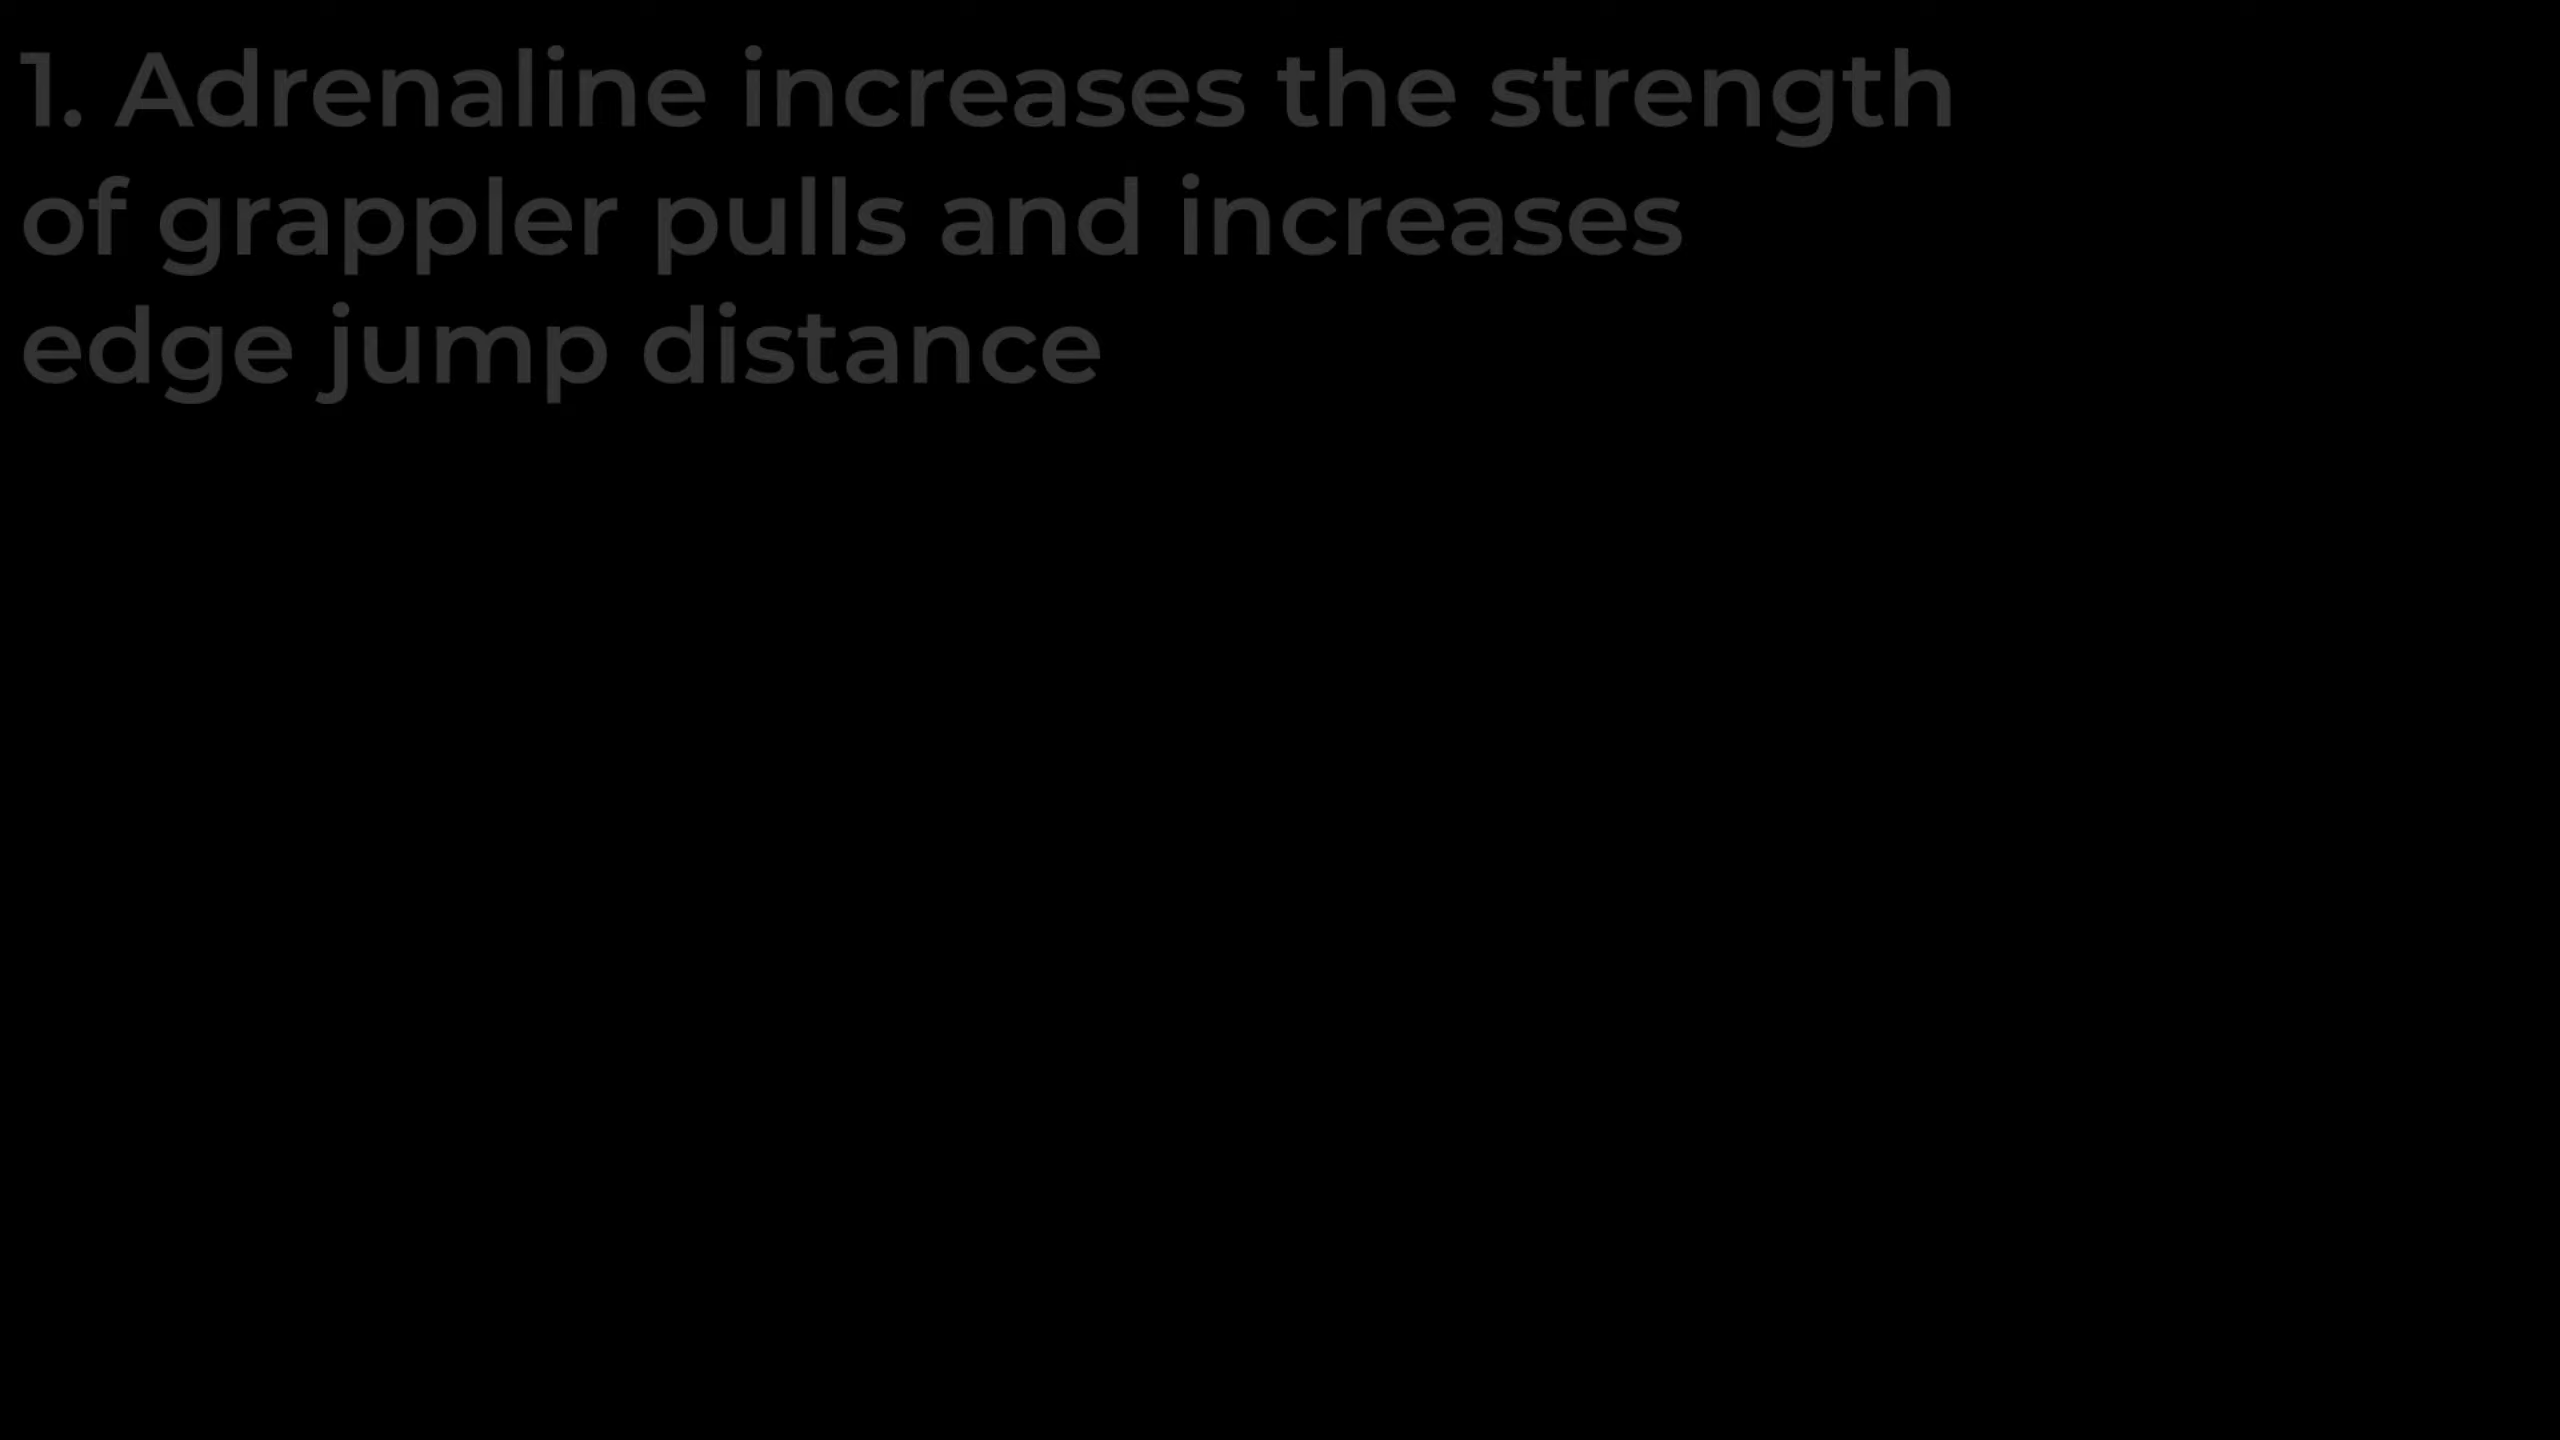 1. Adrenaline increases the strength
of grappler pulls and increases
edge jump distance